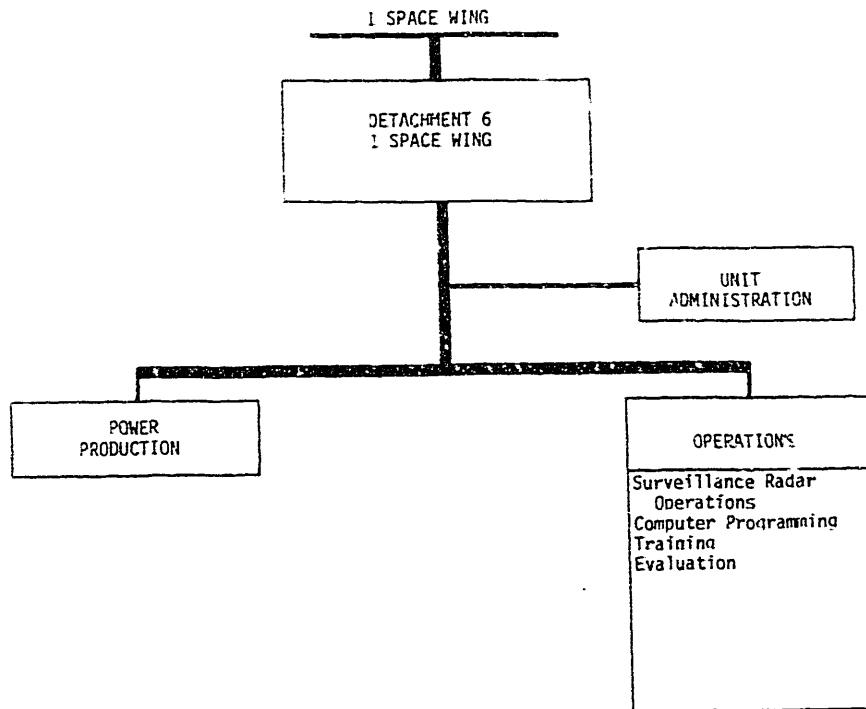 1 SPACE WING
DETACHMENT 6
1 SPACE WING
UNIT
ADMINISTRATION
POWER
PRODUCTION
OPERATIONS
Surveillance Radar
Operations
Computer Programming
Training
Evaluation